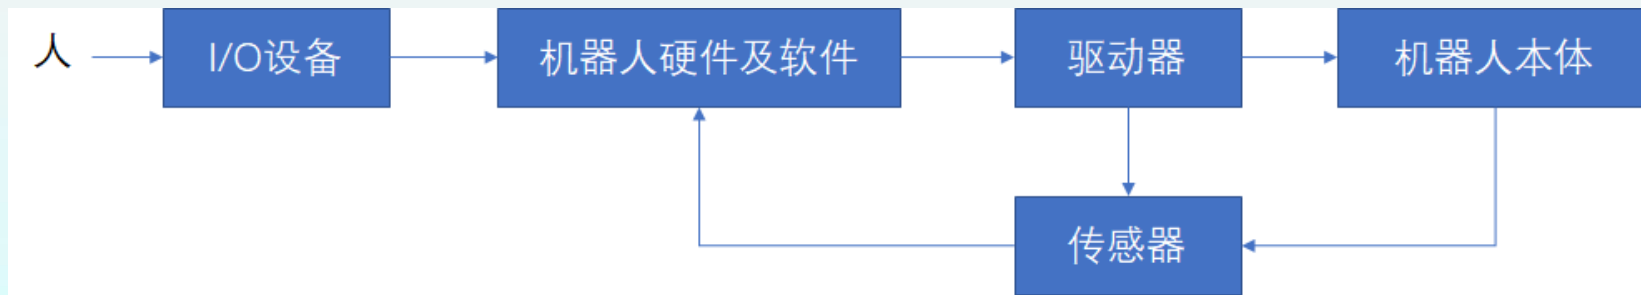 人
I/O设备
机器人硬件及软件
驱动器
机器人本体
传感器